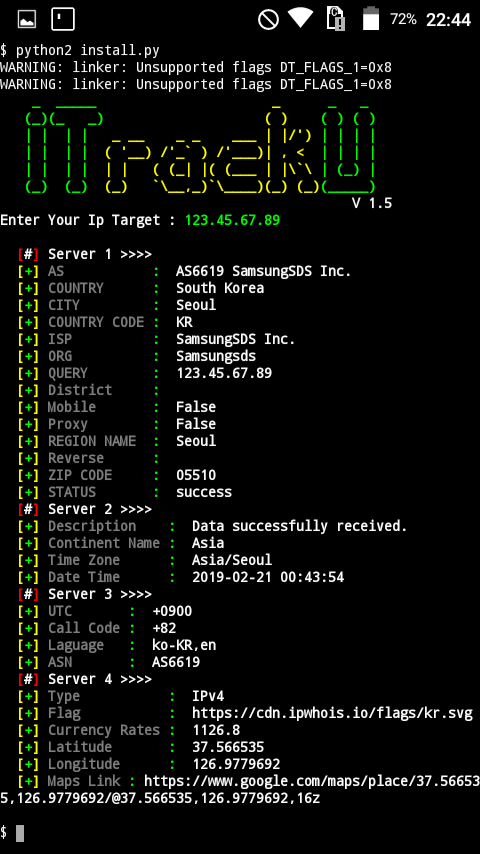 72% 22:44
$ python2 install.py
WARNING: linker: Unsupported flags DT_FLAGS_1=0x8
WARNING: linker: Unsupported flags DT_FLAGS_1=0x8
ITrackU
V 1.5
Enter Your Ip Target : 123.45.67.89
[#] Server 1 >>>>
[+] AS : AS6619 SamsungSDS Inc.
[+] COUNTRY : South Korea
[+] CITY : Seoul
[+] COUNTRY CODE : KR
[+] ISP : SamsungSDS Inc.
[+] ORG : Samsungsds
[+] QUERY : 123.45.67.89
[+] District :
[+] Mobile : False
[+] Proxy : False
[+] REGION NAME : Seoul
[+] Reverse :
[+] ZIP CODE : 05510
[+] STATUS : success
[#] Server 2 >>>>
[+] Description : Data successfully received.
[+] Continent Name : Asia
[+] Time Zone : Asia/Seoul
[+] Date Time : 2019-02-21 00:43:54
[#] Server 3 >>>>
[+] UTC : +0900
[+] Call Code : +82
[+] Laguage : ko-KR,en
[+] ASN : AS6619
[#] Server 4 >>>>
[+] Type : IPv4
[+] Flag : https://cdn.ipwhois.io/flags/kr.svg
[+] Currency Rates : 1126.8
[+] Latitude : 37.566535
[+] Longitude : 126.9779692
[+] Maps Link : https://www.google.com/maps/place/37.56653
5,126.9779692/@37.566535,126.9779692,16z
$